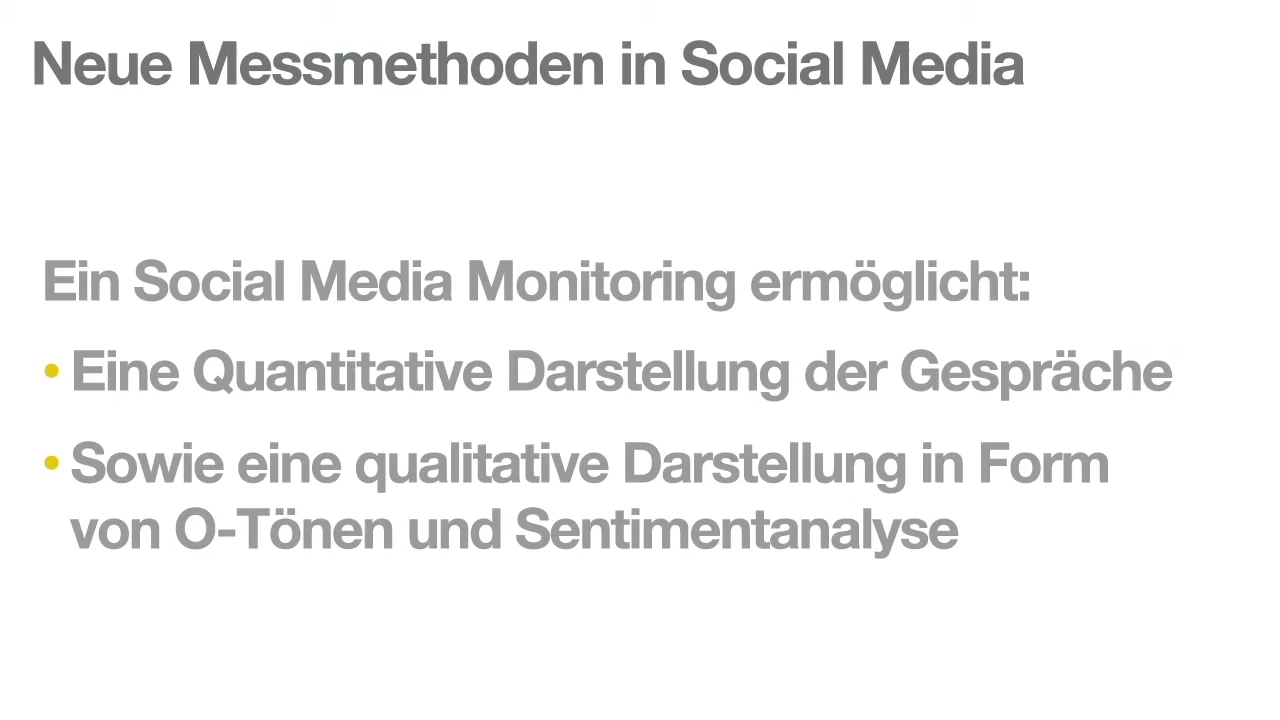 Neue Messmethoden in Social Media
Ein Social Media Monitoring ermöglicht:
• Eine Quantitative Darstellung der Gespräche
• Sowie eine qualitative Darstellung in Form
von O-Tönen und Sentimentanalyse